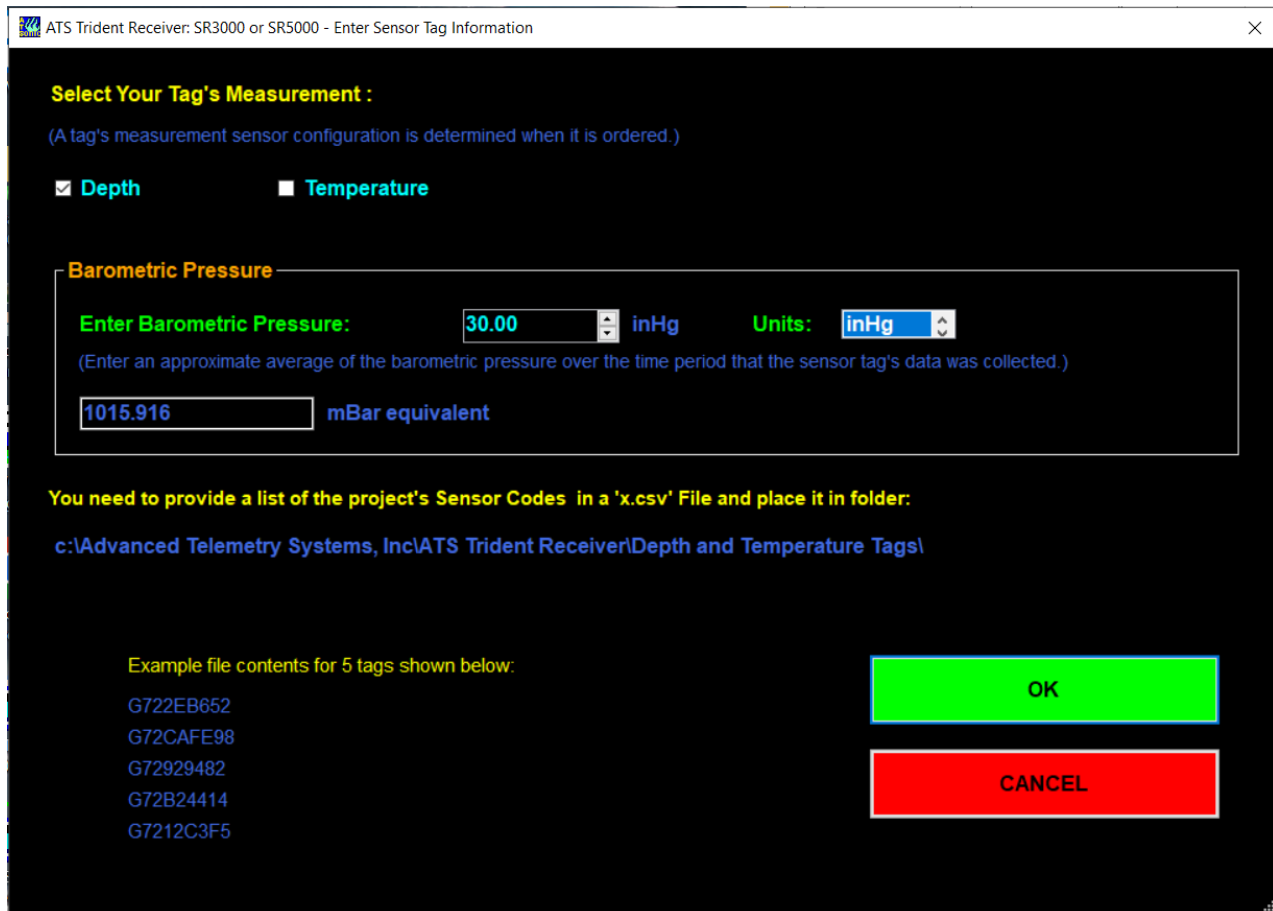 ATS Trident Receiver: SR3000 or SR5000 - Enter Sensor Tag Information
Select Your Tag's Measurement :
(A tag's measurement sensor configuration is determined when it is ordered.)
Depth Temperature
Barometric Pressure
Enter Barometric Pressure: 30.00 inHg Units: inHg
(Enter an approximate average of the barometric pressure over the time period that the sensor tag's data was collected.)
1015.916 mBar equivalent
You need to provide a list of the project's Sensor Codes in a 'x.csv' File and place it in folder:
c:\Advanced Telemetry Systems, Inc\ATS Trident Receiver\Depth and Temperature Tags\
Example file contents for 5 tags shown below:
G722EB652
G72CAFE98
G72929482
G72B24414
G7212C3F5
OK
CANCEL